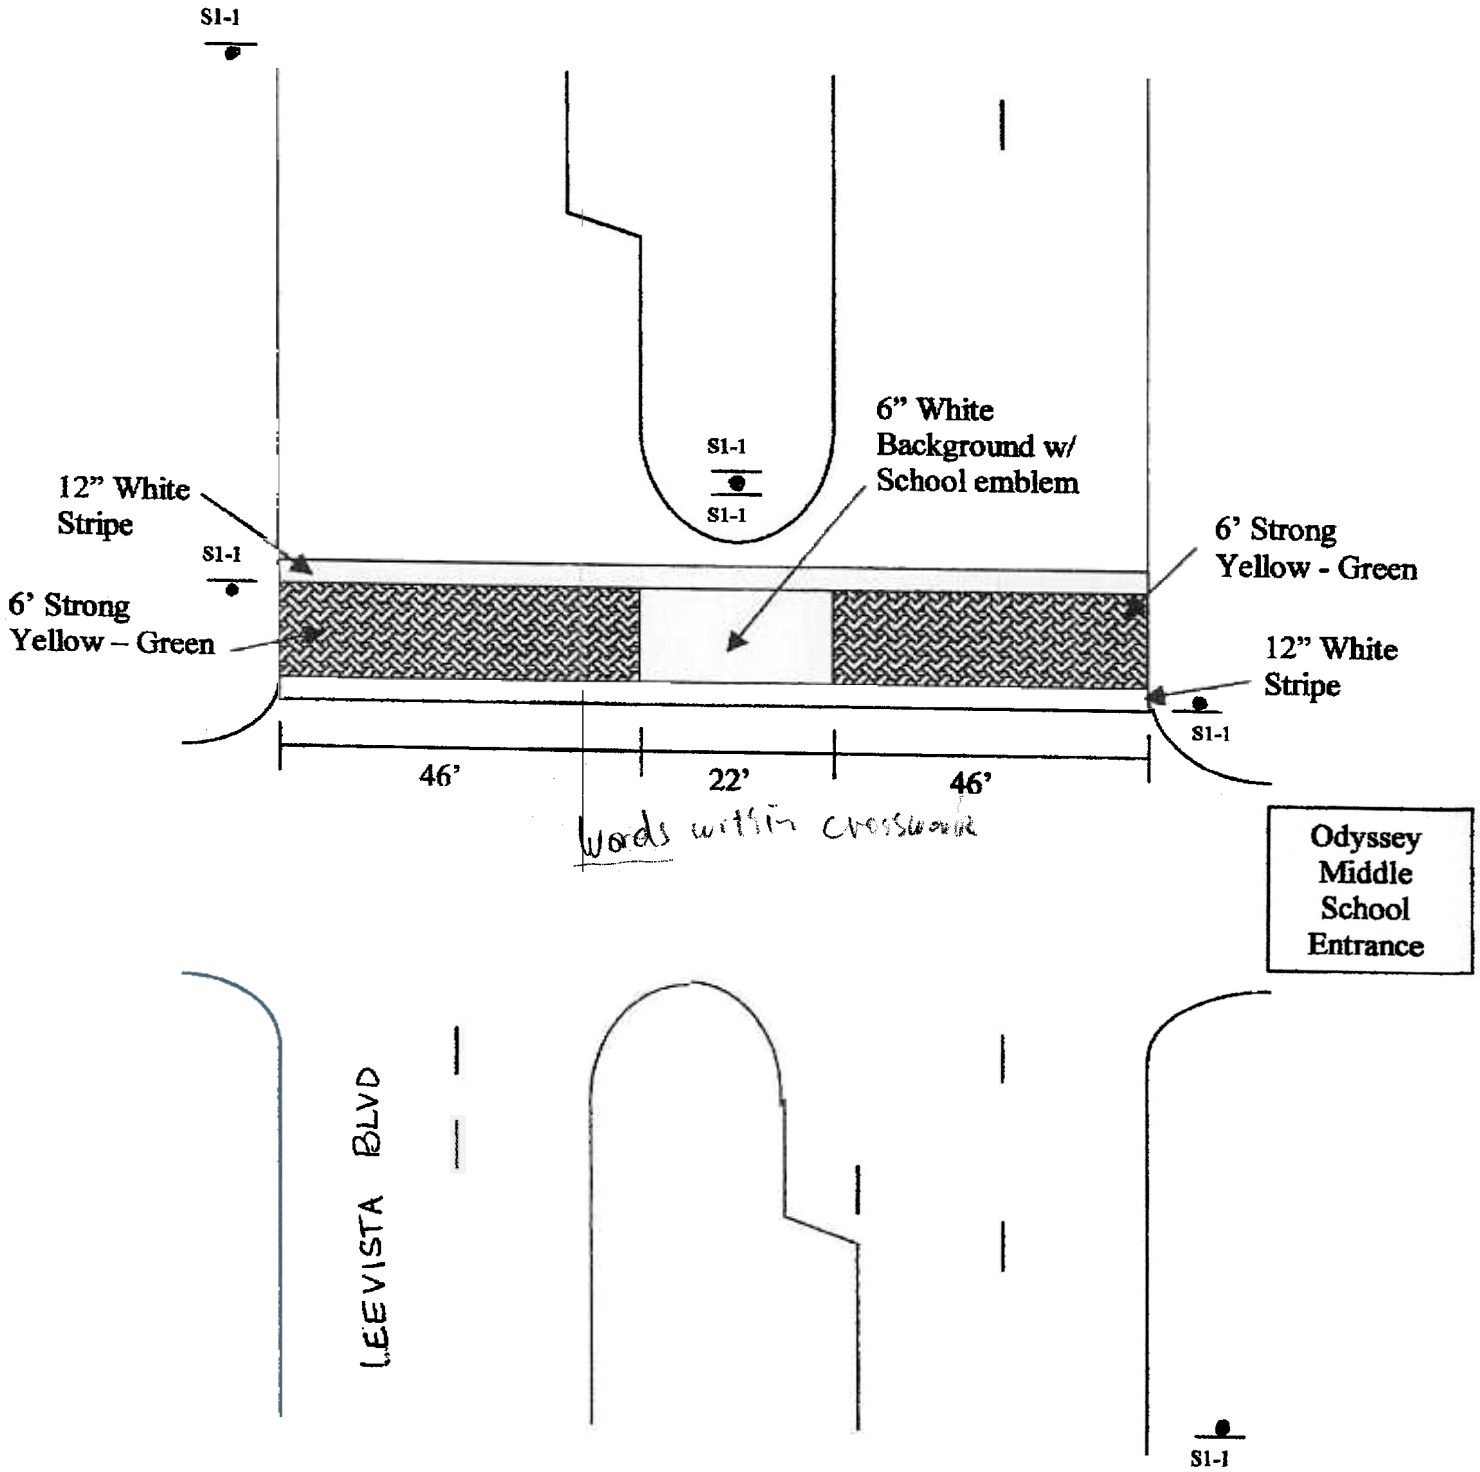 S1-1
6” White
Background w/
School emblem
S1-1
S1-1
12” White
Stripe
S1-1
6’ Strong
Yellow - Green
6’ Strong
Yellow – Green
12” White
Stripe
S1-1
46’
22’
46’
Words within crosswalk
Odyssey
Middle
School
Entrance
LEEVISTA BLVD
S1-1